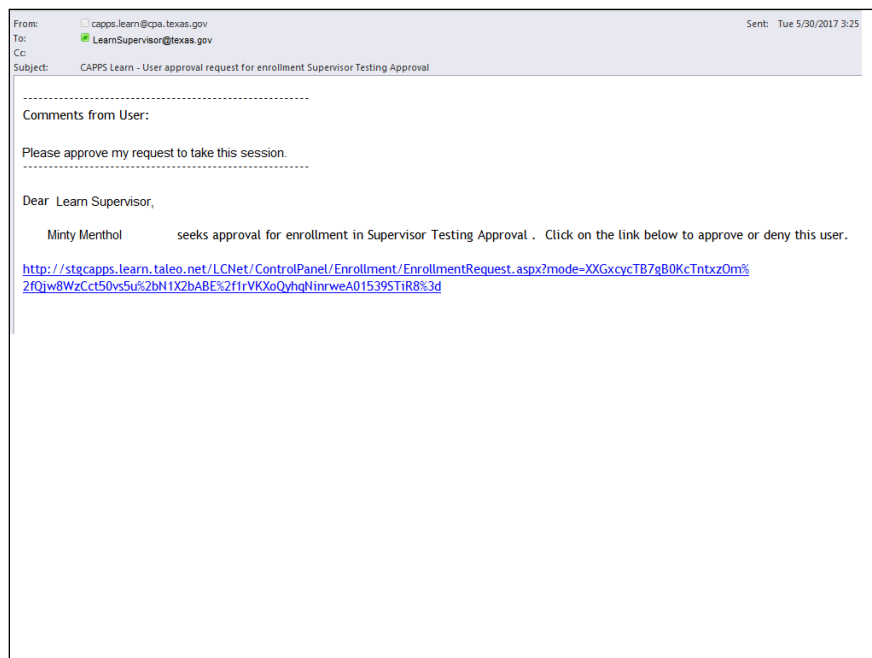 From: capps.learn@cpa.texas.gov Sent: Tue 5/30/2017 3:25
To: LearnSupervisor@texas.gov
Cc:
Subject: CAPPS Learn - User approval request for enrollment Supervisor Testing Approval
--------------------------------------------------------
Comments from User:
Please approve my request to take this session.
--------------------------------------------------------
Dear Learn Supervisor,
Minty Menthol seeks approval for enrollment in Supervisor Testing Approval . Click on the link below to approve or deny this user.
http://stgcapps.learn.taleo.net/LCNet/ControlPanel/Enrollment/EnrollmentRequest.aspx?mode=XXGxcycTB7gB0KcTntxzOm%
2fQjw8WzCct50vs5u%2bN1X2bABE%2f1rVKXoQyhqNinrweA01539STiR8%3d